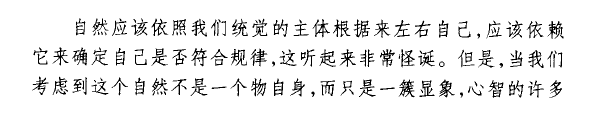 自然应该依照我们统觉的主体根据来左右自己,应该依赖
它来确定自己是否符合规律,这听起来非常怪诞。但是,当我们
考虑到这个自然不是一个物自身,而只是一簇显象,心智的许多